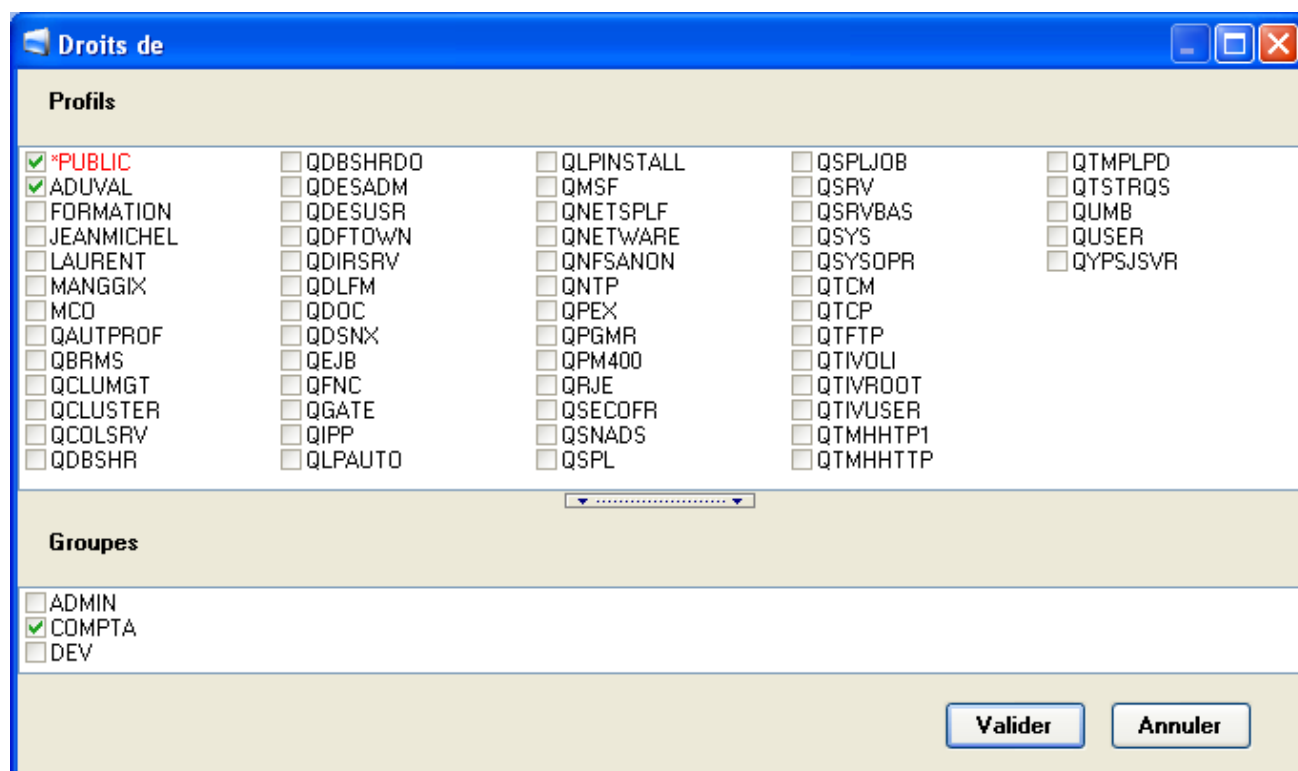 Droits de
Profils
*PUBLIC QDBSHRDO QLPINSTALL QSPLJOB QTMPLPD
ADUVAL QDESADM QMSF QSRV QTSTRQS
FORMATION QDESUSR QNETSPLF QSRVBAS QUMB
JEANMICHEL QDFTOWN QNETWARE QSYS QUSER
LAURENT QDIRSRV QNFSANON QSYSOPR QYPSJSVR
MANGGIX QDLFM QNTP QTCM
MCO QDOC QPEX QTCP
QAUTPROF QDSNX QPGMR QTFTP
QBRMS QEJB QPM400 QTIVOLI
QCLUMGT QFNC QRJE QTIVROOT
QCLUSTER QGATE QSECOFR QTIVUSER
QCOLSRV QIPP QSNADS QTMHHTP1
QDBSHR QLPAUTO QSPL QTMHHTTP
Groupes
ADMIN
COMPTA
DEV
Valider Annuler